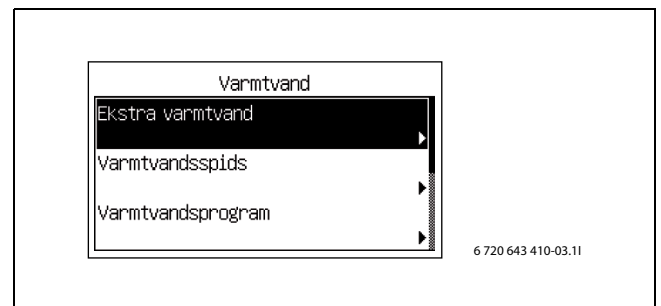 Varmtvand
Ekstra varmtvand
Varmtvandsspids
Varmtvandsprogram
6 720 643 410-03.1I